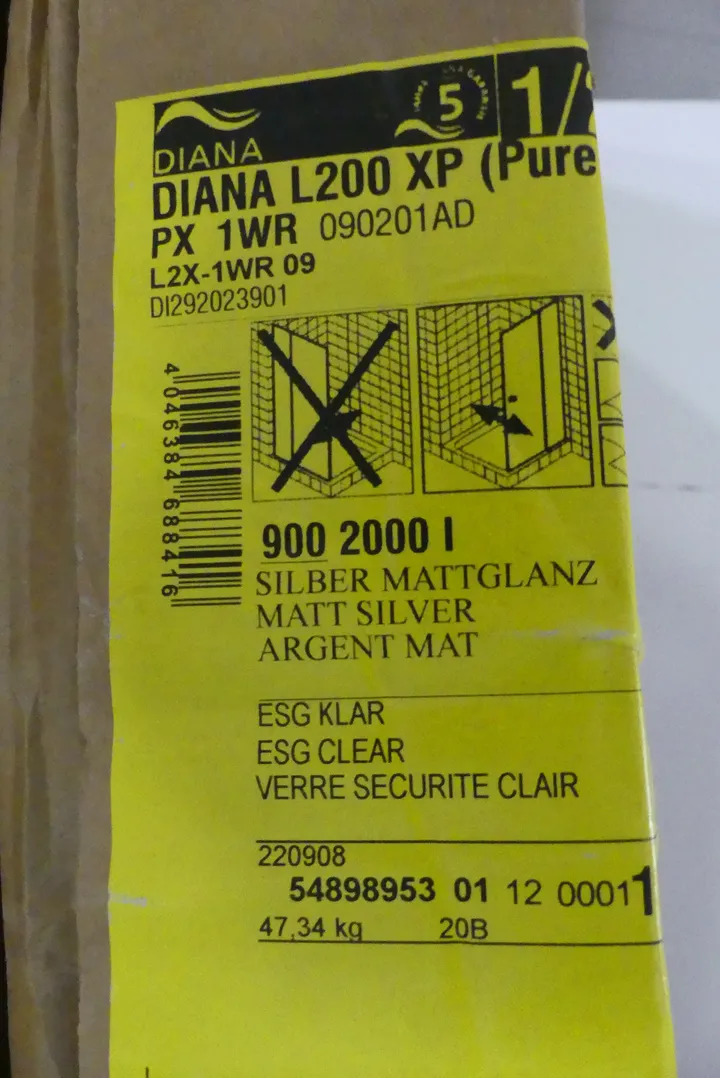 DIANA
5
1/2
DIANA L200 XP (Pure
PX 1WR 090201AD
L2X-1WR 09
DI292023901
4 046384 688416
900 2000 I
SILBER MATTGLANZ
MATT SILVER
ARGENT MAT
ESG KLAR
ESG CLEAR
VERRE SECURITE CLAIR
220908
54898953 01 12 00011
47,34 kg 20B